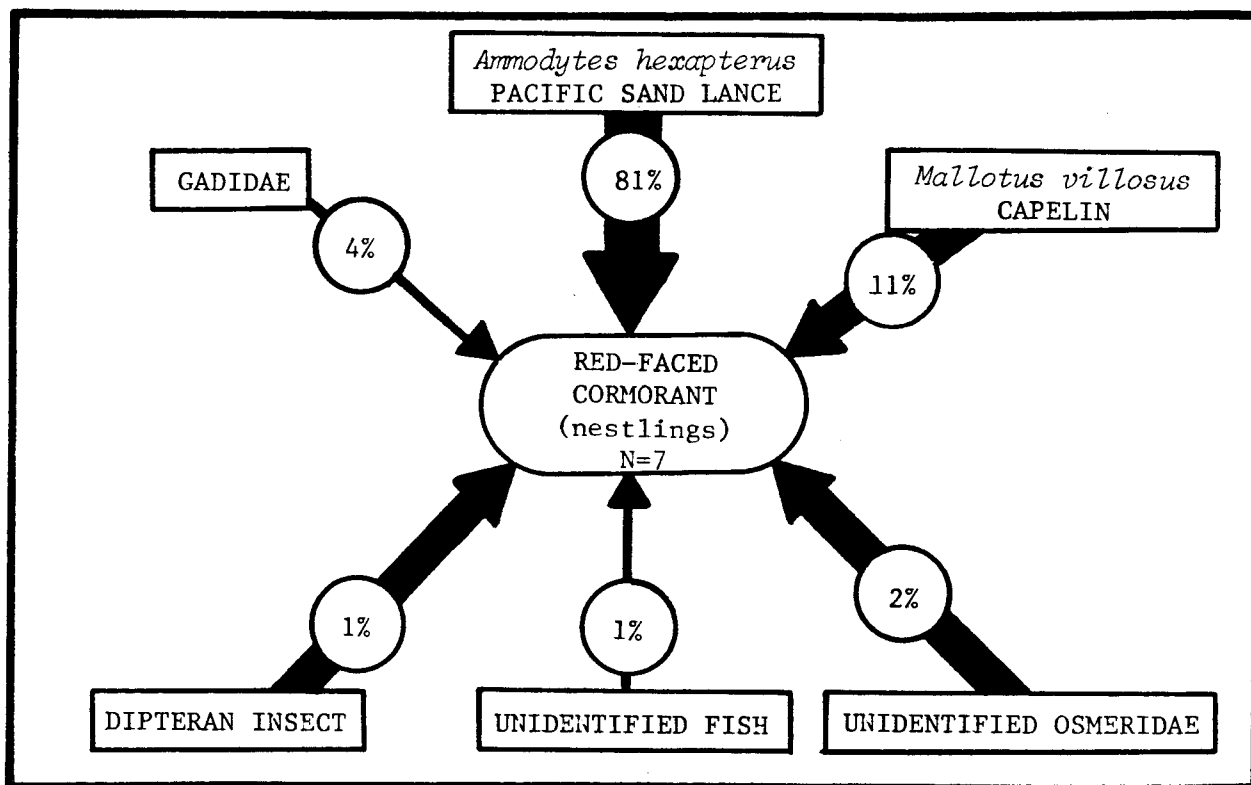 Ammodytes hexapterus
PACIFIC SAND LANCE
GADIDAE
81%
Mallotus villosus
CAPELIN
4%
11%
RED-FACED
CORMORANT
(nestlings)
N=7
1%
1%
2%
DIPTERAN INSECT
UNIDENTIFIED FISH
UNIDENTIFIED OSMERIDAE